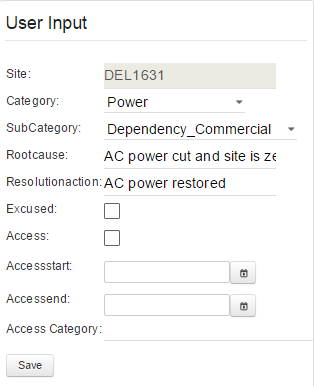 User Input
Site: DEL1631
Category: Power
SubCategory: Dependency_Commercial
Rootcause: AC power cut and site is ze
Resolutionaction: AC power restored
Excused:
Access:
Accessstart:
Accessend:
Access Category:
Save